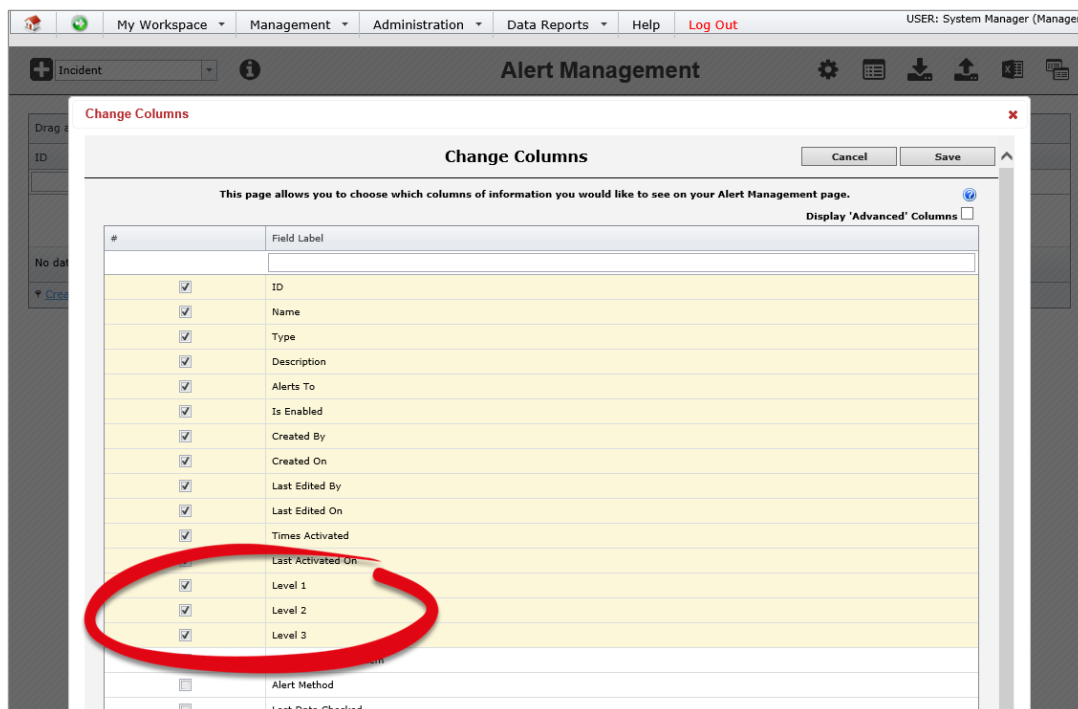 USER: System Manager (Manager
My Workspace Management Administration Data Reports Help Log Out
Incident Alert Management
Drag a
Change Columns
ID
Change Columns Cancel Save
This page allows you to choose which columns of information you would like to see on your Alert Management page.
Display 'Advanced' Columns
# Field Label
No dat
Crea
ID
Name
Type
Description
Alerts To
Is Enabled
Created By
Created On
Last Edited By
Last Edited On
Times Activated
Last Activated On
Level 1
Level 2
Level 3
Alert Method
Last Date Checked